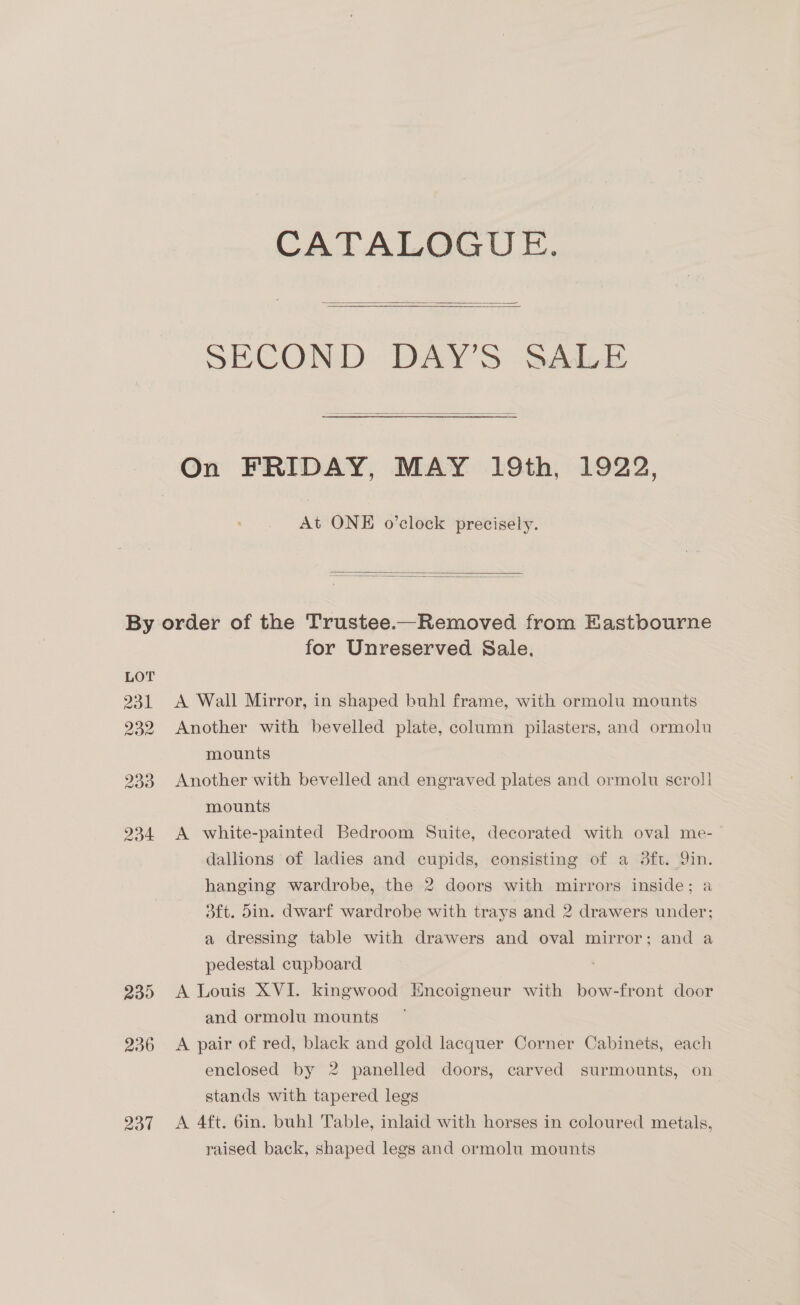 CATALOGUE.
SECOND DAY'S SALE
On FRIDAY, MAY 19th, 1922,
At ONE o'clock precisely.
By order of the Trustee.—Removed from Eastbourne
for Unreserved Sale.
LOT
231 A Wall Mirror, in shaped buhl frame, with ormolu mounts
232 Another with bevelled plate, column pilasters, and ormolu
mounts
233 Another with bevelled and engraved plates and ormolu scroll
mounts
234 A white-painted Bedroom Suite, decorated with oval me-
dallions of ladies and cupids, consisting of a 3ft. 9in.
hanging wardrobe, the 2 doors with mirrors inside; a
3ft. 5in. dwarf wardrobe with trays and 2 drawers under;
a dressing table with drawers and oval mirror; and a
pedestal cupboard
235 A Louis XVI. kingwood Encoigneur with bow-front door
and ormolu mounts
236 A pair of red, black and gold lacquer Corner Cabinets, each
enclosed by 2 panelled doors, carved surmounts, on
stands with tapered legs
237 A 4ft. 6in. buhl Table, inlaid with horses in coloured metals,
raised back, shaped legs and ormolu mounts